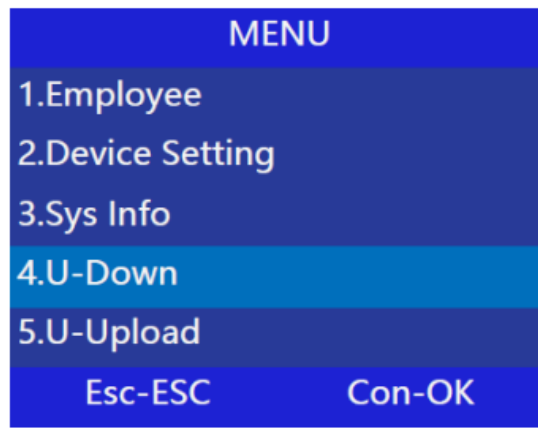 MENU
1.Employee
2.Device Setting
3.Sys Info
4.U-Down
5.U-Upload
Esc-ESC Con-OK